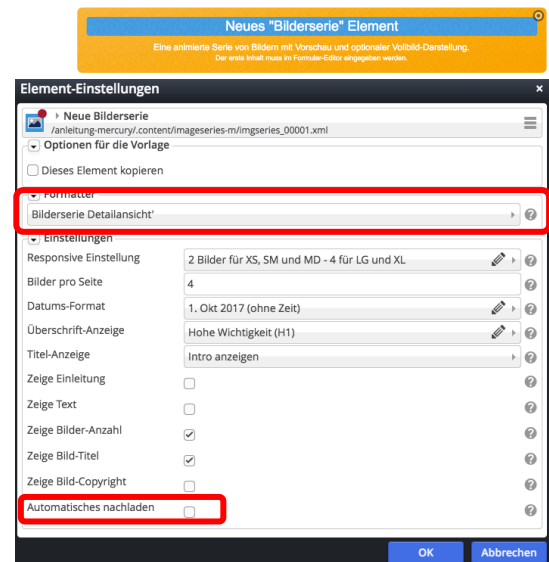 Neues "Bilderserie" Element
Eine animierte Serie von Bildern mit Vorschau und optionaler Vollbild-Darstellung.
Der erste Inhalt muss im Formular-Editor eingegeben werden.
Element-Einstellungen
Neue Bilderserie
/anleitung-mercury/.content/imageseries-m/imgseries_00001.xml
Optionen für die Vorlage
Dieses Element kopieren
Formatter
Bilderserie Detailansicht'
Einstellungen
Responsive Einstellung 2 Bilder für XS, SM und MD - 4 für LG und XL
Bilder pro Seite 4
Datums-Format 1. Okt 2017 (ohne Zeit)
Überschrift-Anzeige Hohe Wichtigkeit (H1)
Titel-Anzeige Intro anzeigen
Zeige Einleitung
Zeige Text
Zeige Bilder-Anzahl
Zeige Bild-Titel
Zeige Bild-Copyright
Automatisches nachladen
OK Abbrechen